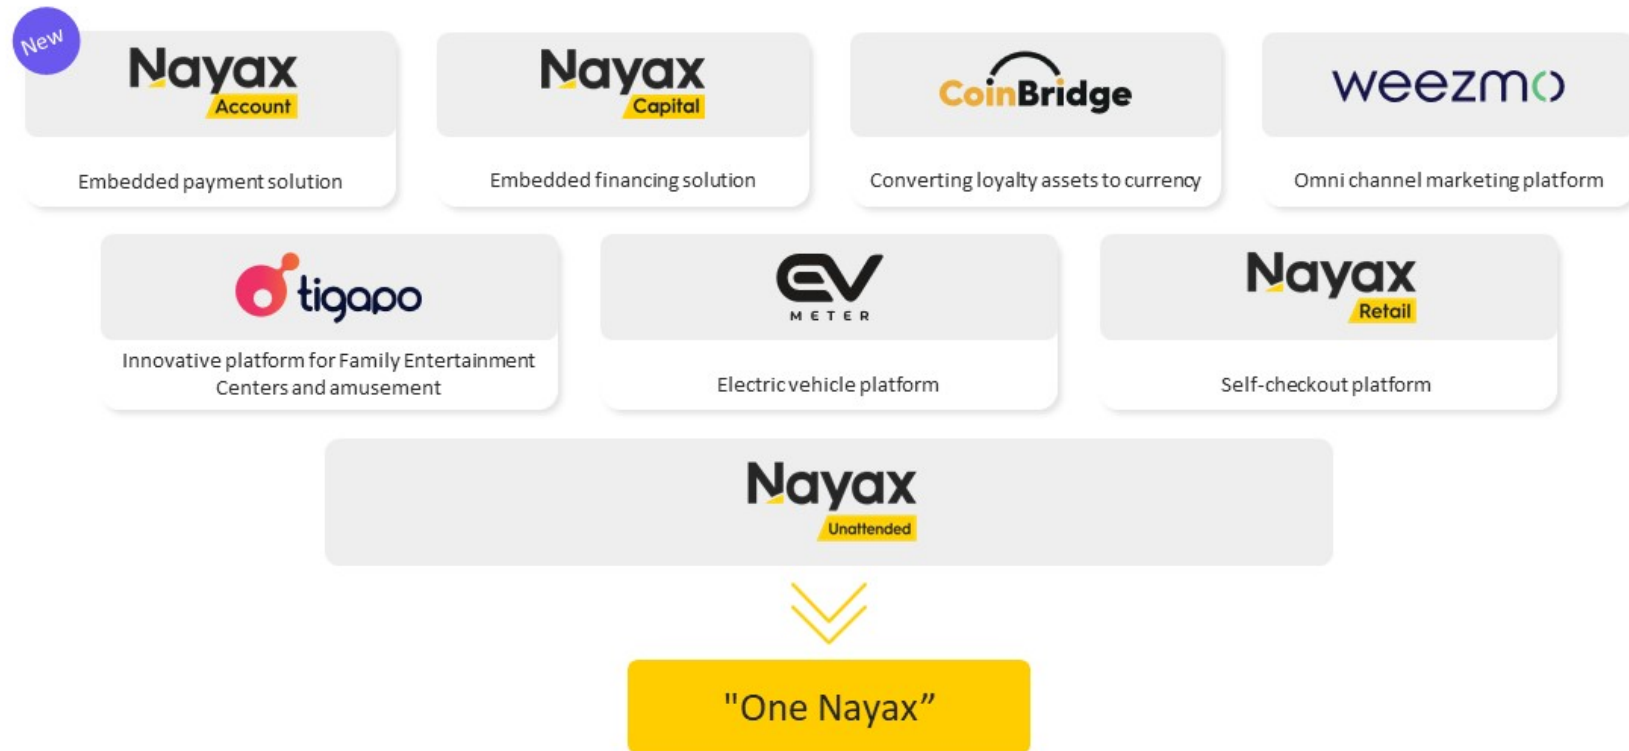 New
Nayax
Account
Embedded payment solution
Nayax
Capital
Embedded financing solution
CoinBridge
Converting loyalty assets to currency
weezmo
Omni channel marketing platform
tigapo
Innovative platform for Family Entertainment
Centers and amusement
EV
METER
Electric vehicle platform
Nayax
Retail
Self-checkout platform
Nayax
Unattended
"One Nayax”